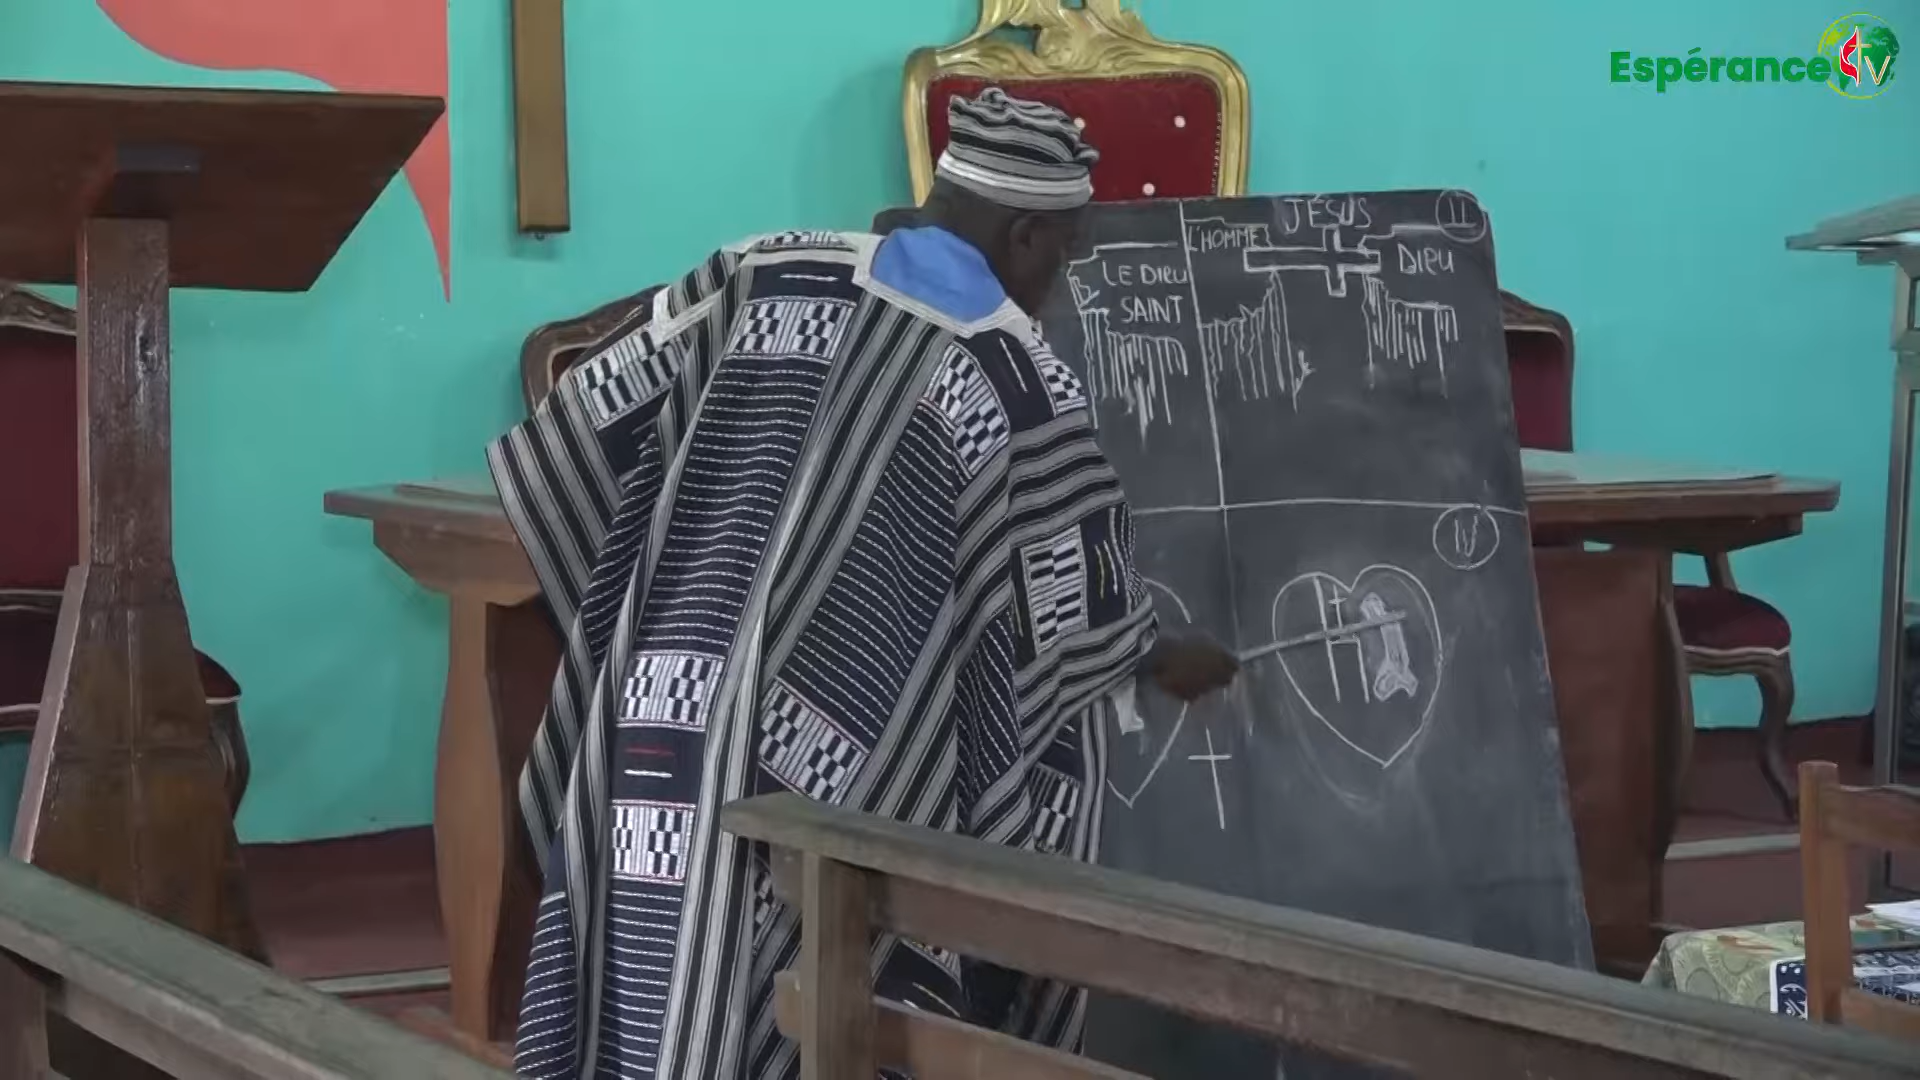 Espérance TV
JÉSUS
II
L'HOMME
DIEU
LE DIEU
SAINT
IV